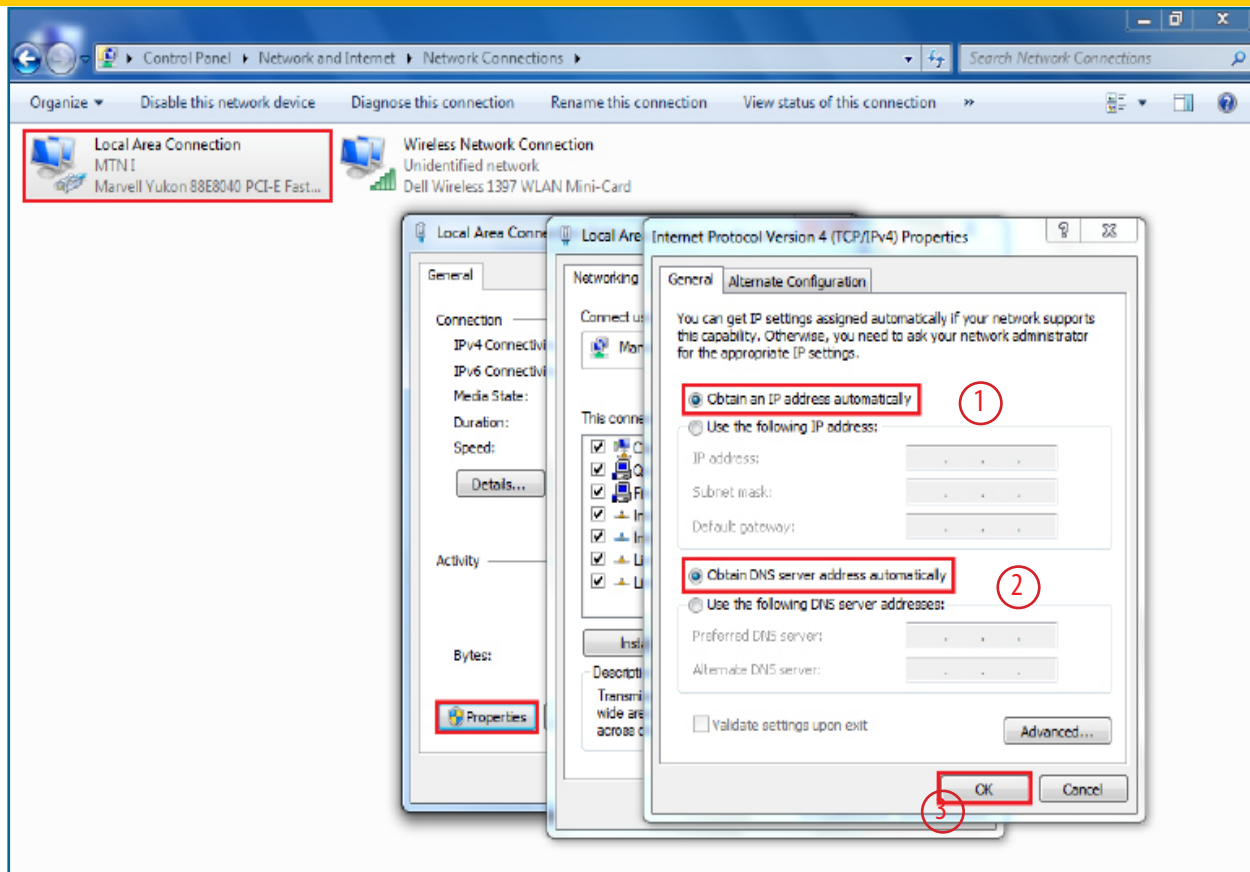 Control Panel ▸ Network and Internet ▸ Network Connections ▸
Search Network Connections
Organize ▾ Disable this network device Diagnose this connection Rename this connection View status of this connection »
Local Area Connection
MTN I
Marvell Yukon 88E8040 PCI-E Fast...
Wireless Network Connection
Unidentified network
Dell Wireless 1397 WLAN Mini-Card
Local Area Conne
General
Connection
IPv4 Connectivi
IPv6 Connectivi
Media State:
Duration:
Speed:
Details...
Activity
Bytes:
Properties
Local Are
Networking
Connect us
Mar
This conne
C
Q
Fi
In
In
Li
Li
Insta
Descripti
Transmi
wide are
across d
Internet Protocol Version 4 (TCP/IPv4) Properties
General Alternate Configuration
You can get IP settings assigned automatically if your network supports
this capability. Otherwise, you need to ask your network administrator
for the appropriate IP settings.
Obtain an IP address automatically
1
Use the following IP address:
IP address:
Subnet mask:
Default gateway:
Obtain DNS server address automatically
2
Use the following DNS server addresses:
Preferred DNS server:
Alternate DNS server:
Validate settings upon exit
Advanced...
OK Cancel
3